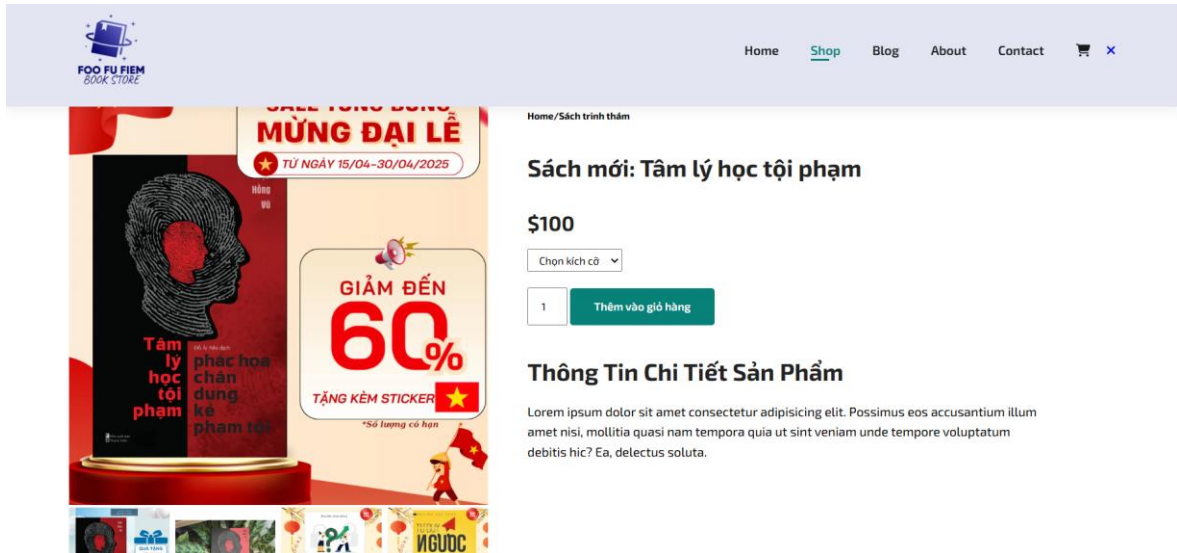 FOO FU FIEM
BOOK STORE
Home
Shop
Blog
About
Contact
MỪNG ĐẠI LỄ
TỪ NGÀY 15/04-30/04/2025
Hồng
Vũ
GIẢM ĐẾN
60%
TẶNG KÈM STICKER
*Số lượng có hạn
Tâm
lý
học
tội
phạm
phác họa
chân
dung
kẻ
phạm tội
Home/Sách trinh thám
Sách mới: Tâm lý học tội phạm
$100
Chọn kích cỡ
1
Thêm vào giỏ hàng
Thông Tin Chi Tiết Sản Phẩm
Lorem ipsum dolor sit amet consectetur adipisicing elit. Possimus eos accusantium illum
amet nisi, mollitia quasi nam tempora quia ut sint veniam unde tempore voluptatum
debitis hic? Ea, delectus soluta.
NGƯỢC